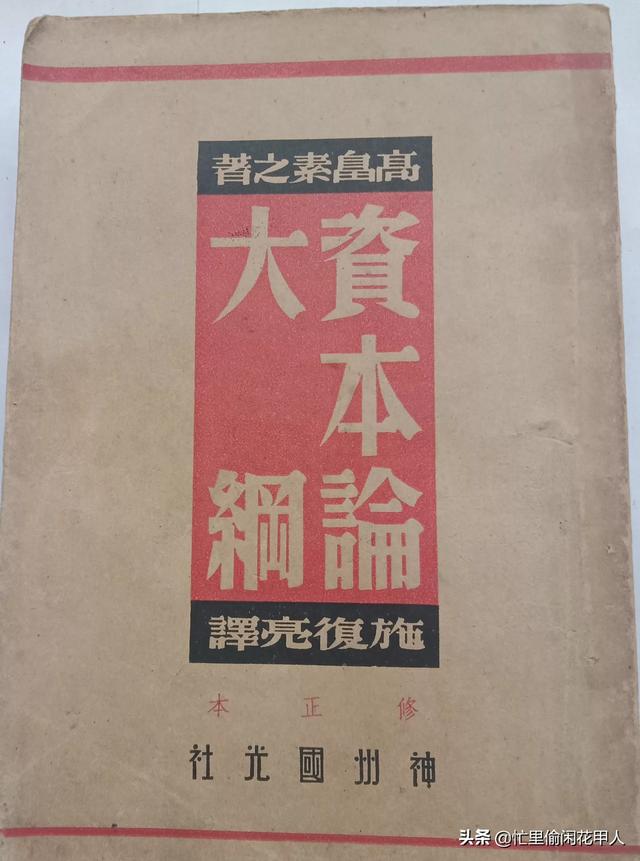 高畠素之著
資本論
大綱
施復亮譯
修正本
神州國光社
头条 @忙里偷闲花甲人